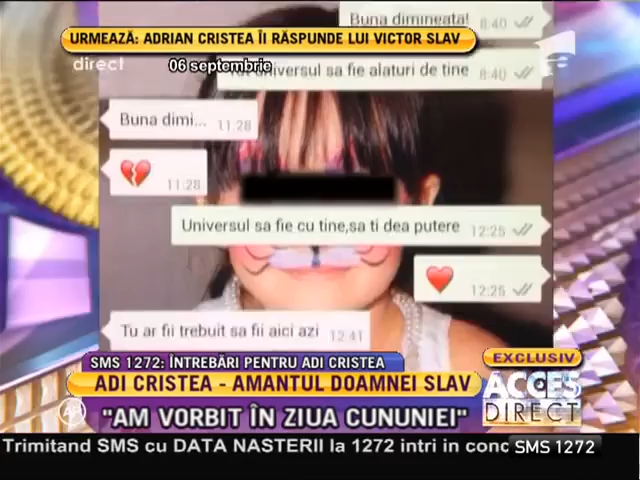 Buna dimineata!
8:40
URMEAZĂ: ADRIAN CRISTEA ÎI RĂSPUNDE LUI VICTOR SLAV
direct
06 septembrie
universul sa fie alaturi de tine
8:40
Buna dimi...
11:28
11:28
Universul sa fie cu tine,sa ti dea putere
12:25
12:25
Tu ar fii trebuit sa fii aici azi
12:41
SMS 1272: ÎNTREBĂRI PENTRU ADI CRISTEA
EXCLUSIV
ADI CRISTEA - AMANTUL DOAMNEI SLAV
ACCES
DIRECT
"AM VORBIT ÎN ZIUA CUNUNIEI"
Trimitand SMS cu DATA NASTERII la 1272 intri in conc
SMS 1272